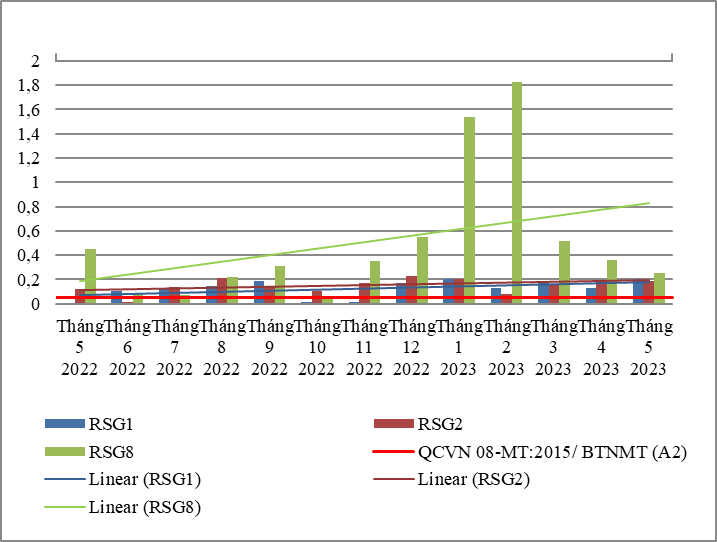 2
1,8
1,6
1,4
1,2
1
0,8
0,6
0,4
0,2
0
Tháng Tháng Tháng Tháng Tháng Tháng Tháng Tháng Tháng Tháng Tháng Tháng Tháng
5 6 7 8 9 10 11 12 1 2 3 4 5
2022 2022 2022 2022 2022 2022 2022 2022 2023 2023 2023 2023 2023
RSG1 RSG2
RSG8 QCVN 08-MT:2015/ BTNMT (A2)
Linear (RSG1) Linear (RSG2)
Linear (RSG8)